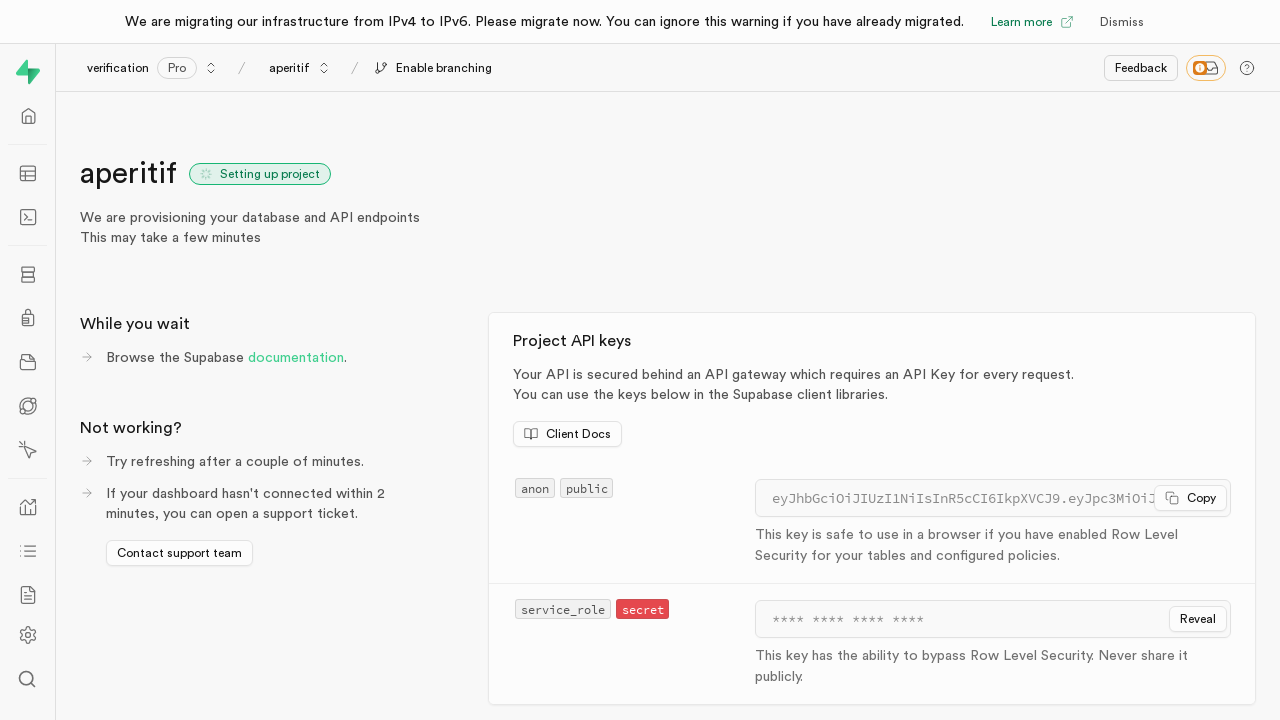 We are migrating our infrastructure from IPv4 to IPv6. Please migrate now. You can ignore this warning if you have already migrated. Learn more Dismiss
verification Pro / aperitif / Enable branching Feedback
aperitif Setting up project
We are provisioning your database and API endpoints
This may take a few minutes
While you wait
Browse the Supabase documentation.
Not working?
Try refreshing after a couple of minutes.
If your dashboard hasn't connected within 2
minutes, you can open a support ticket.
Contact support team
Project API keys
Your API is secured behind an API gateway which requires an API Key for every request.
You can use the keys below in the Supabase client libraries.
Client Docs
anon public
eyJhbGciOiJIUzI1NiIsInR5cCI6IkpXVCJ9.eyJpc3MiOiJ Copy
This key is safe to use in a browser if you have enabled Row Level
Security for your tables and configured policies.
service_role secret
**** **** **** **** Reveal
This key has the ability to bypass Row Level Security. Never share it
publicly.